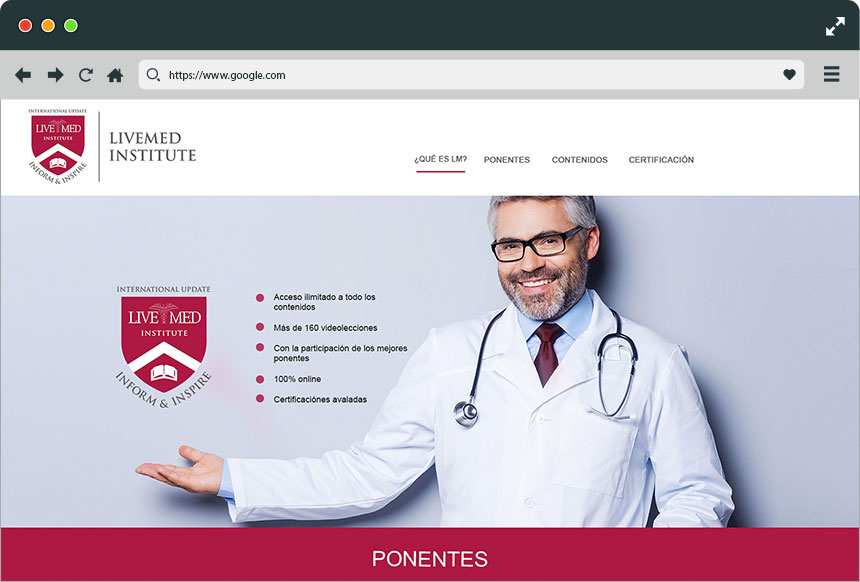 https://www.google.com
INTERNATIONAL UPDATE
LIVE MED
INSTITUTE
INFORM & INSPIRE
LIVEMED
INSTITUTE
¿QUÉ ES LM?
PONENTES
CONTENIDOS
CERTIFICACIÓN
INTERNATIONAL UPDATE
LIVE MED
INSTITUTE
INFORM & INSPIRE
Acceso ilimitado a todo los
contenidos
Más de 160 videolecciones
Con la participación de los mejores
ponentes
100% online
Certificaciónes avaladas
PONENTES